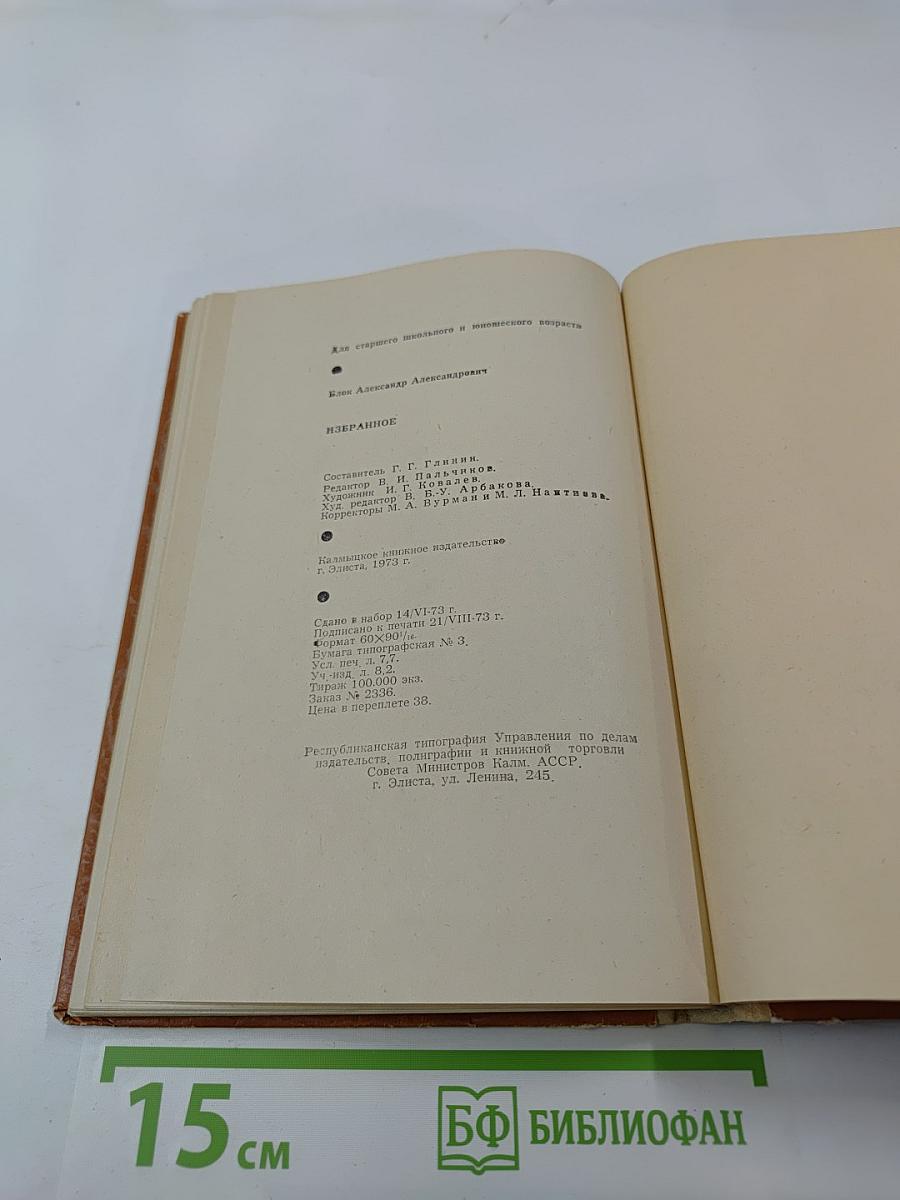 Для старшего школьного и юношеского возраста
Блок Александр Александрович
ИЗБРАННОЕ
Составитель Г. Г. Глинин.
Редактор В. И. Пальчиков.
Художник И. Г. Ковалев.
Худ. редактор В. Б.-У. Арбакова.
Корректоры М. А. Вурман и М. Л.
Калмыцкое книжное издательство
г. Элиста, 1973 г.
Сдано в набор 14/VI-73 г.
Подписано к печати 21/VIII-73 г.
Формат 60×90¹/₁₆.
Бумага типографская № 3.
Усл. печ. л. 7,7.
Уч.-изд. л. 8,2.
Тираж 100.000 экз.
Заказ № 2336.
Цена в переплете 38.
Республиканская типография Управления по делам
издательств, полиграфии и книжной торговли
Совета Министров Калм. АССР.
г. Элиста, ул. Ленина, 245.
15 см
БФ БИБЛИОФАН